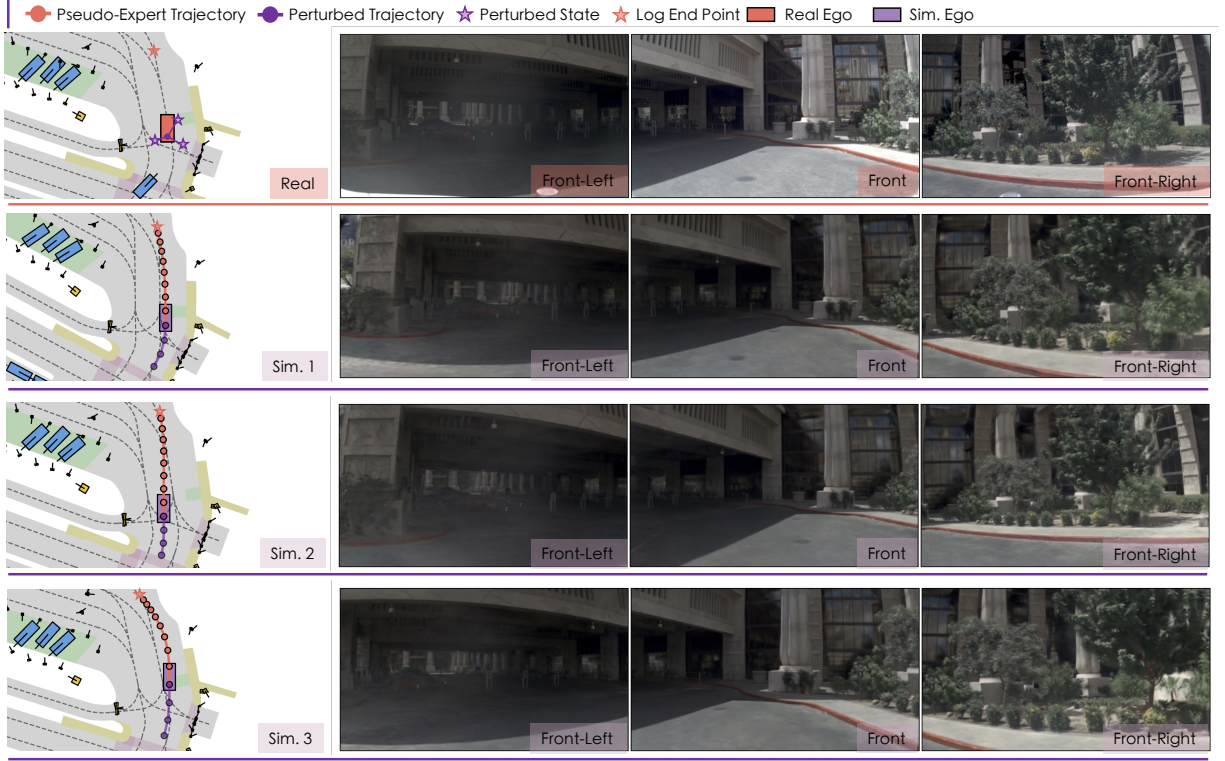 Pseudo-Expert Trajectory Perturbed Trajectory Perturbed State Log End Point Real Ego Sim. Ego
Real Front-Left Front Front-Right
Sim. 1 Front-Left Front Front-Right
Sim. 2 Front-Left Front Front-Right
Sim. 3 Front-Left Front Front-Right